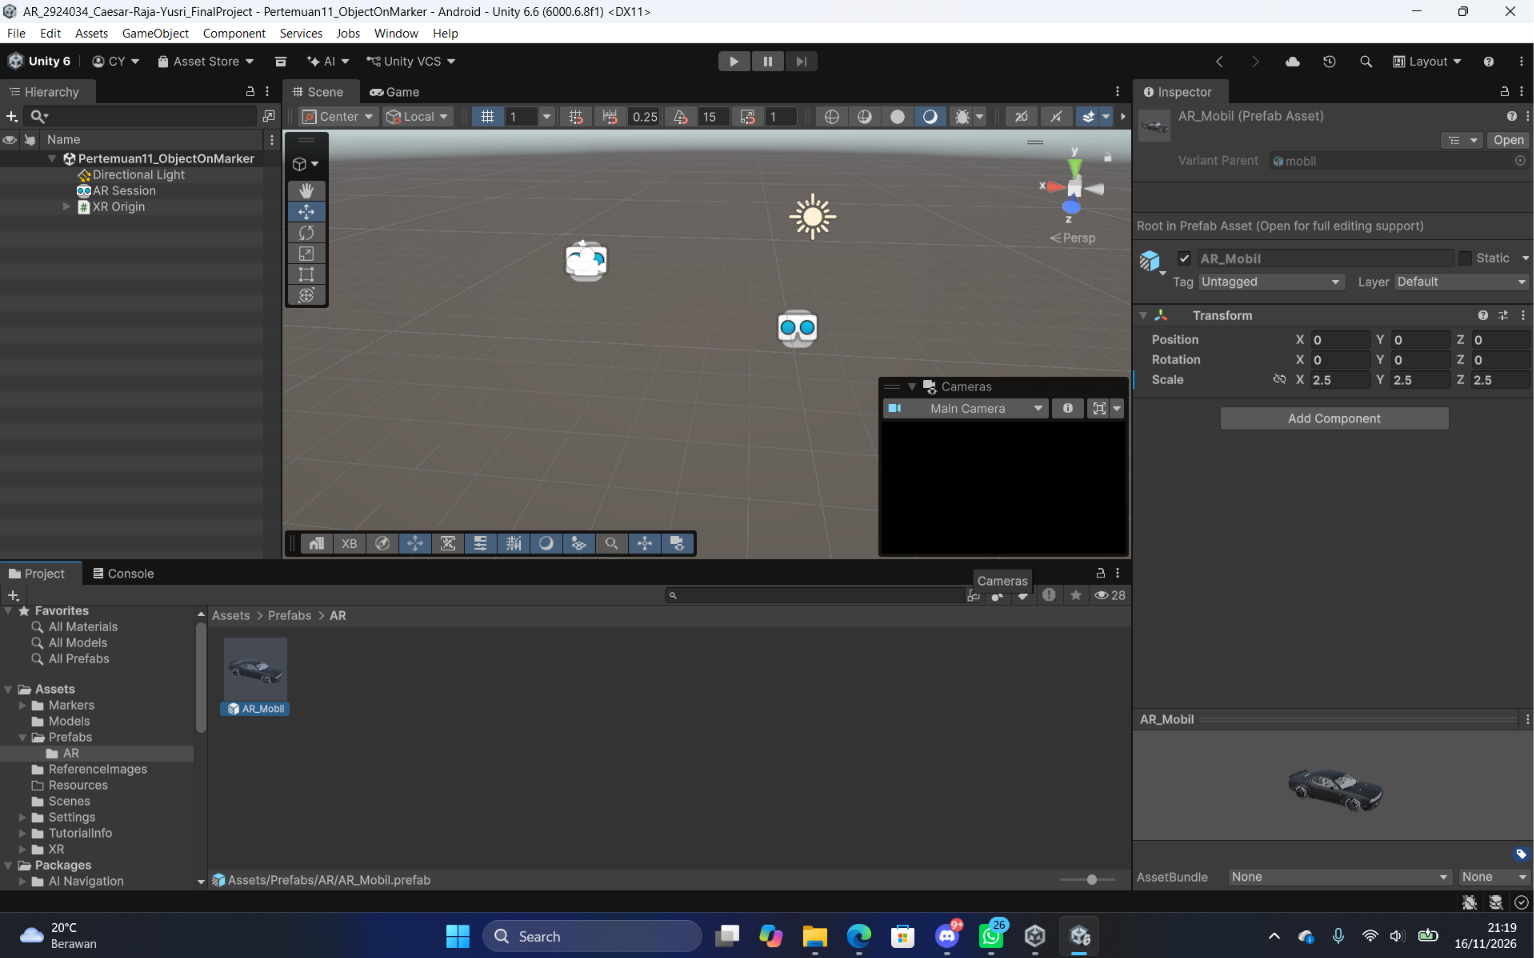 AR_2924034_Caesar-Raja-Yusri_FinalProject - Pertemuan11_ObjectOnMarker - Android - Unity 6.6 (6000.6.8f1) <DX11>
File Edit Assets GameObject Component Services Jobs Window Help
Unity 6 CY Asset Store AI Unity VCS Layout
Hierarchy
Name
Pertemuan11_ObjectOnMarker
Directional Light
AR Session
XR Origin
Scene Game
Center Local 1 0.25 15 1
y
x
z
Persp
Cameras
Main Camera
XB
Inspector
AR_Mobil (Prefab Asset)
Open
Variant Parent mobil
Root in Prefab Asset (Open for full editing support)
AR_Mobil Static
Tag Untagged Layer Default
Transform
Position X 0 Y 0 Z 0
Rotation X 0 Y 0 Z 0
Scale X 2.5 Y 2.5 Z 2.5
Add Component
Project Console
Cameras
28
Favorites
All Materials
All Models
All Prefabs
Assets
Markers
Models
Prefabs
AR
ReferenceImages
Resources
Scenes
Settings
TutorialInfo
XR
Packages
AI Navigation
Assets > Prefabs > AR
AR_Mobil
Assets/Prefabs/AR/AR_Mobil.prefab
AR_Mobil
AssetBundle None None
20°C
Berawan
Search
9+
26
21:19
16/11/2026